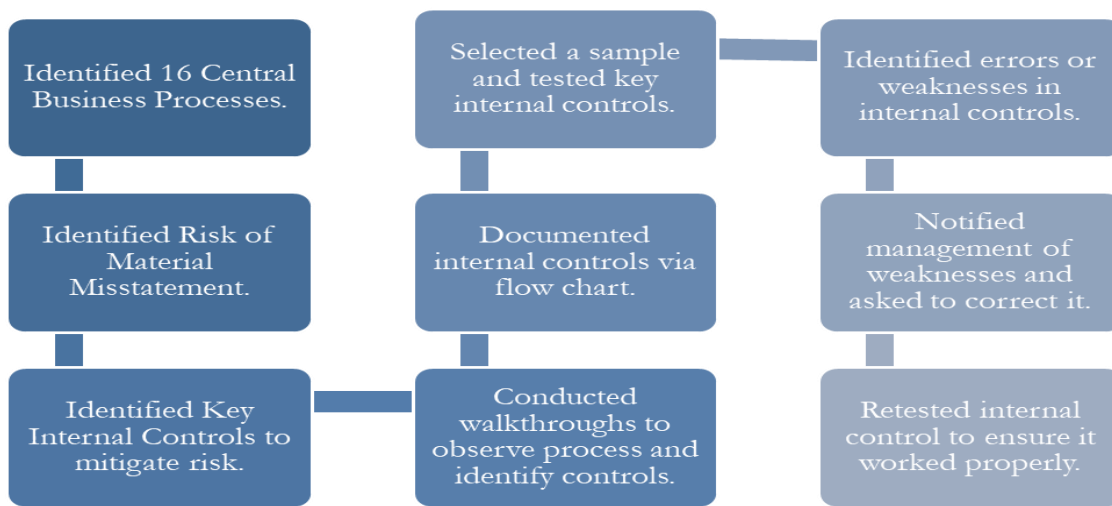 Identified 16 Central
Business Processes.
Identified Risk of
Material
Misstatement.
Identified Key
Internal Controls to
mitigate risk.
Conducted
walkthroughs to
observe process and
identify controls.
Documented
internal controls via
flow chart.
Selected a sample
and tested key
internal controls.
Identified errors or
weaknesses in
internal controls.
Notified
management of
weaknesses and
asked to correct it.
Retested internal
control to ensure it
worked properly.